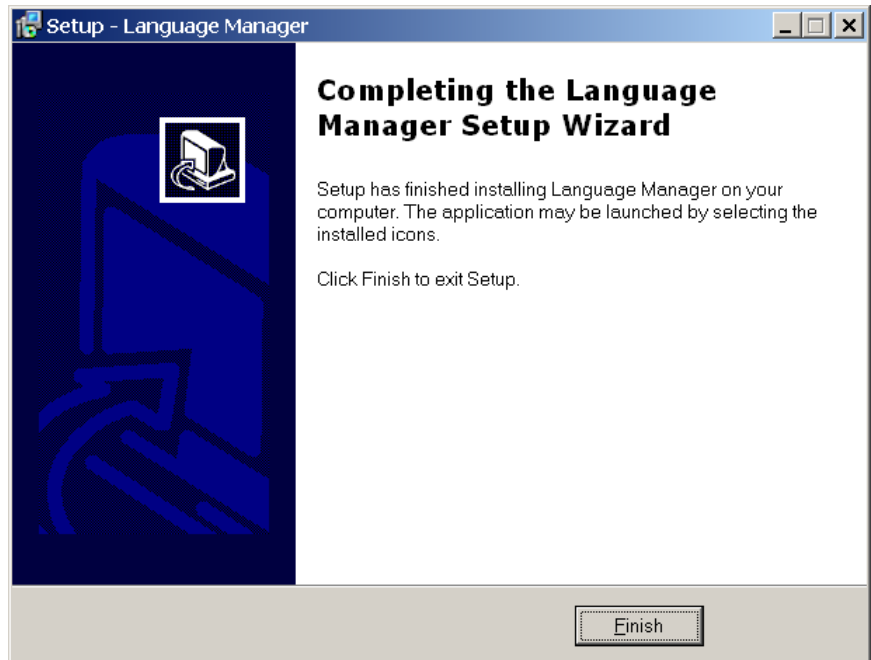 Setup - Language Manager
Completing the Language
Manager Setup Wizard
Setup has finished installing Language Manager on your
computer. The application may be launched by selecting the
installed icons.
Click Finish to exit Setup.
Finish